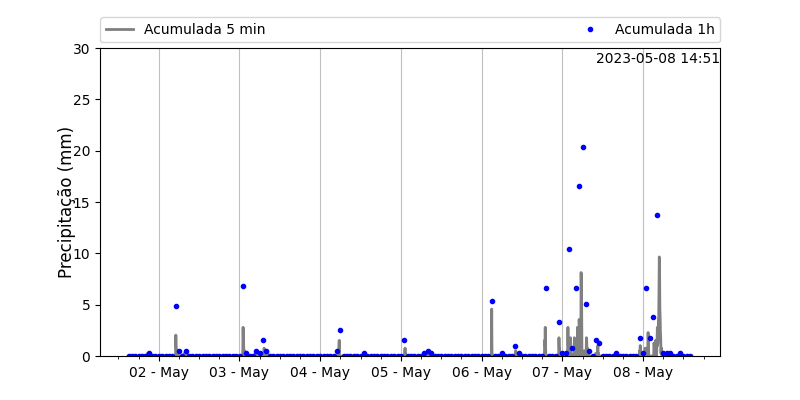 Acumulada 5 min
Acumulada 1h
2023-05-08 14:51
Precipitação (mm)
30
25
20
15
10
5
0
02 - May
03 - May
04 - May
05 - May
06 - May
07 - May
08 - May